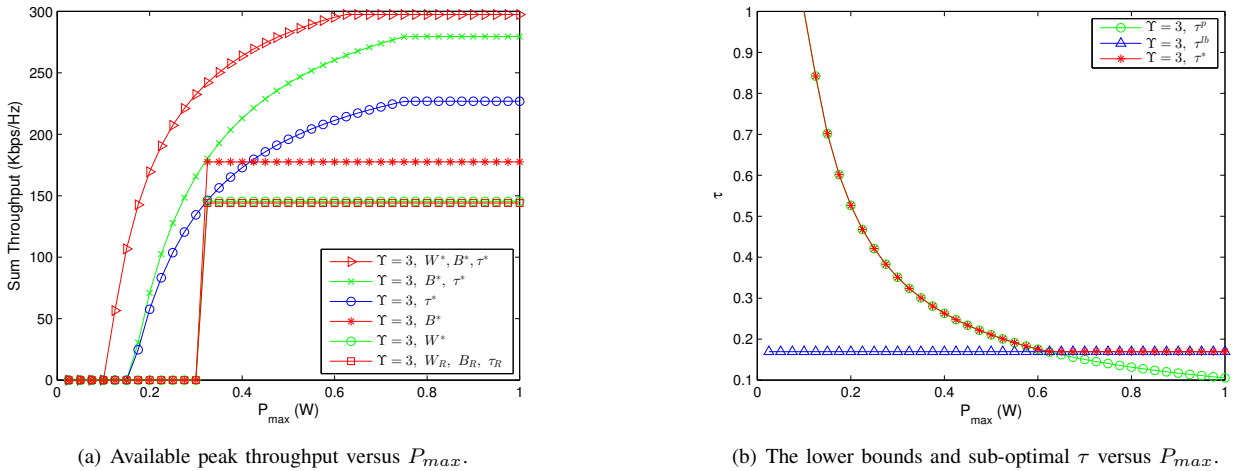 300
250
200
150
100
50
0
Sum Throughput (Kbps/Hz)
0 0.2 0.4 0.6 0.8 1
P_max (W)
ϒ = 3, W*, B*, τ*
ϒ = 3, B*, τ*
ϒ = 3, τ*
ϒ = 3, B*
ϒ = 3, W*
ϒ = 3, W_R, B_R, τ_R
(a) Available peak throughput versus P_max.
1
0.9
0.8
0.7
0.6
0.5
0.4
0.3
0.2
0.1
τ
0 0.2 0.4 0.6 0.8 1
P_max (W)
ϒ = 3, τ^p
ϒ = 3, τ^lb
ϒ = 3, τ*
(b) The lower bounds and sub-optimal τ versus P_max.